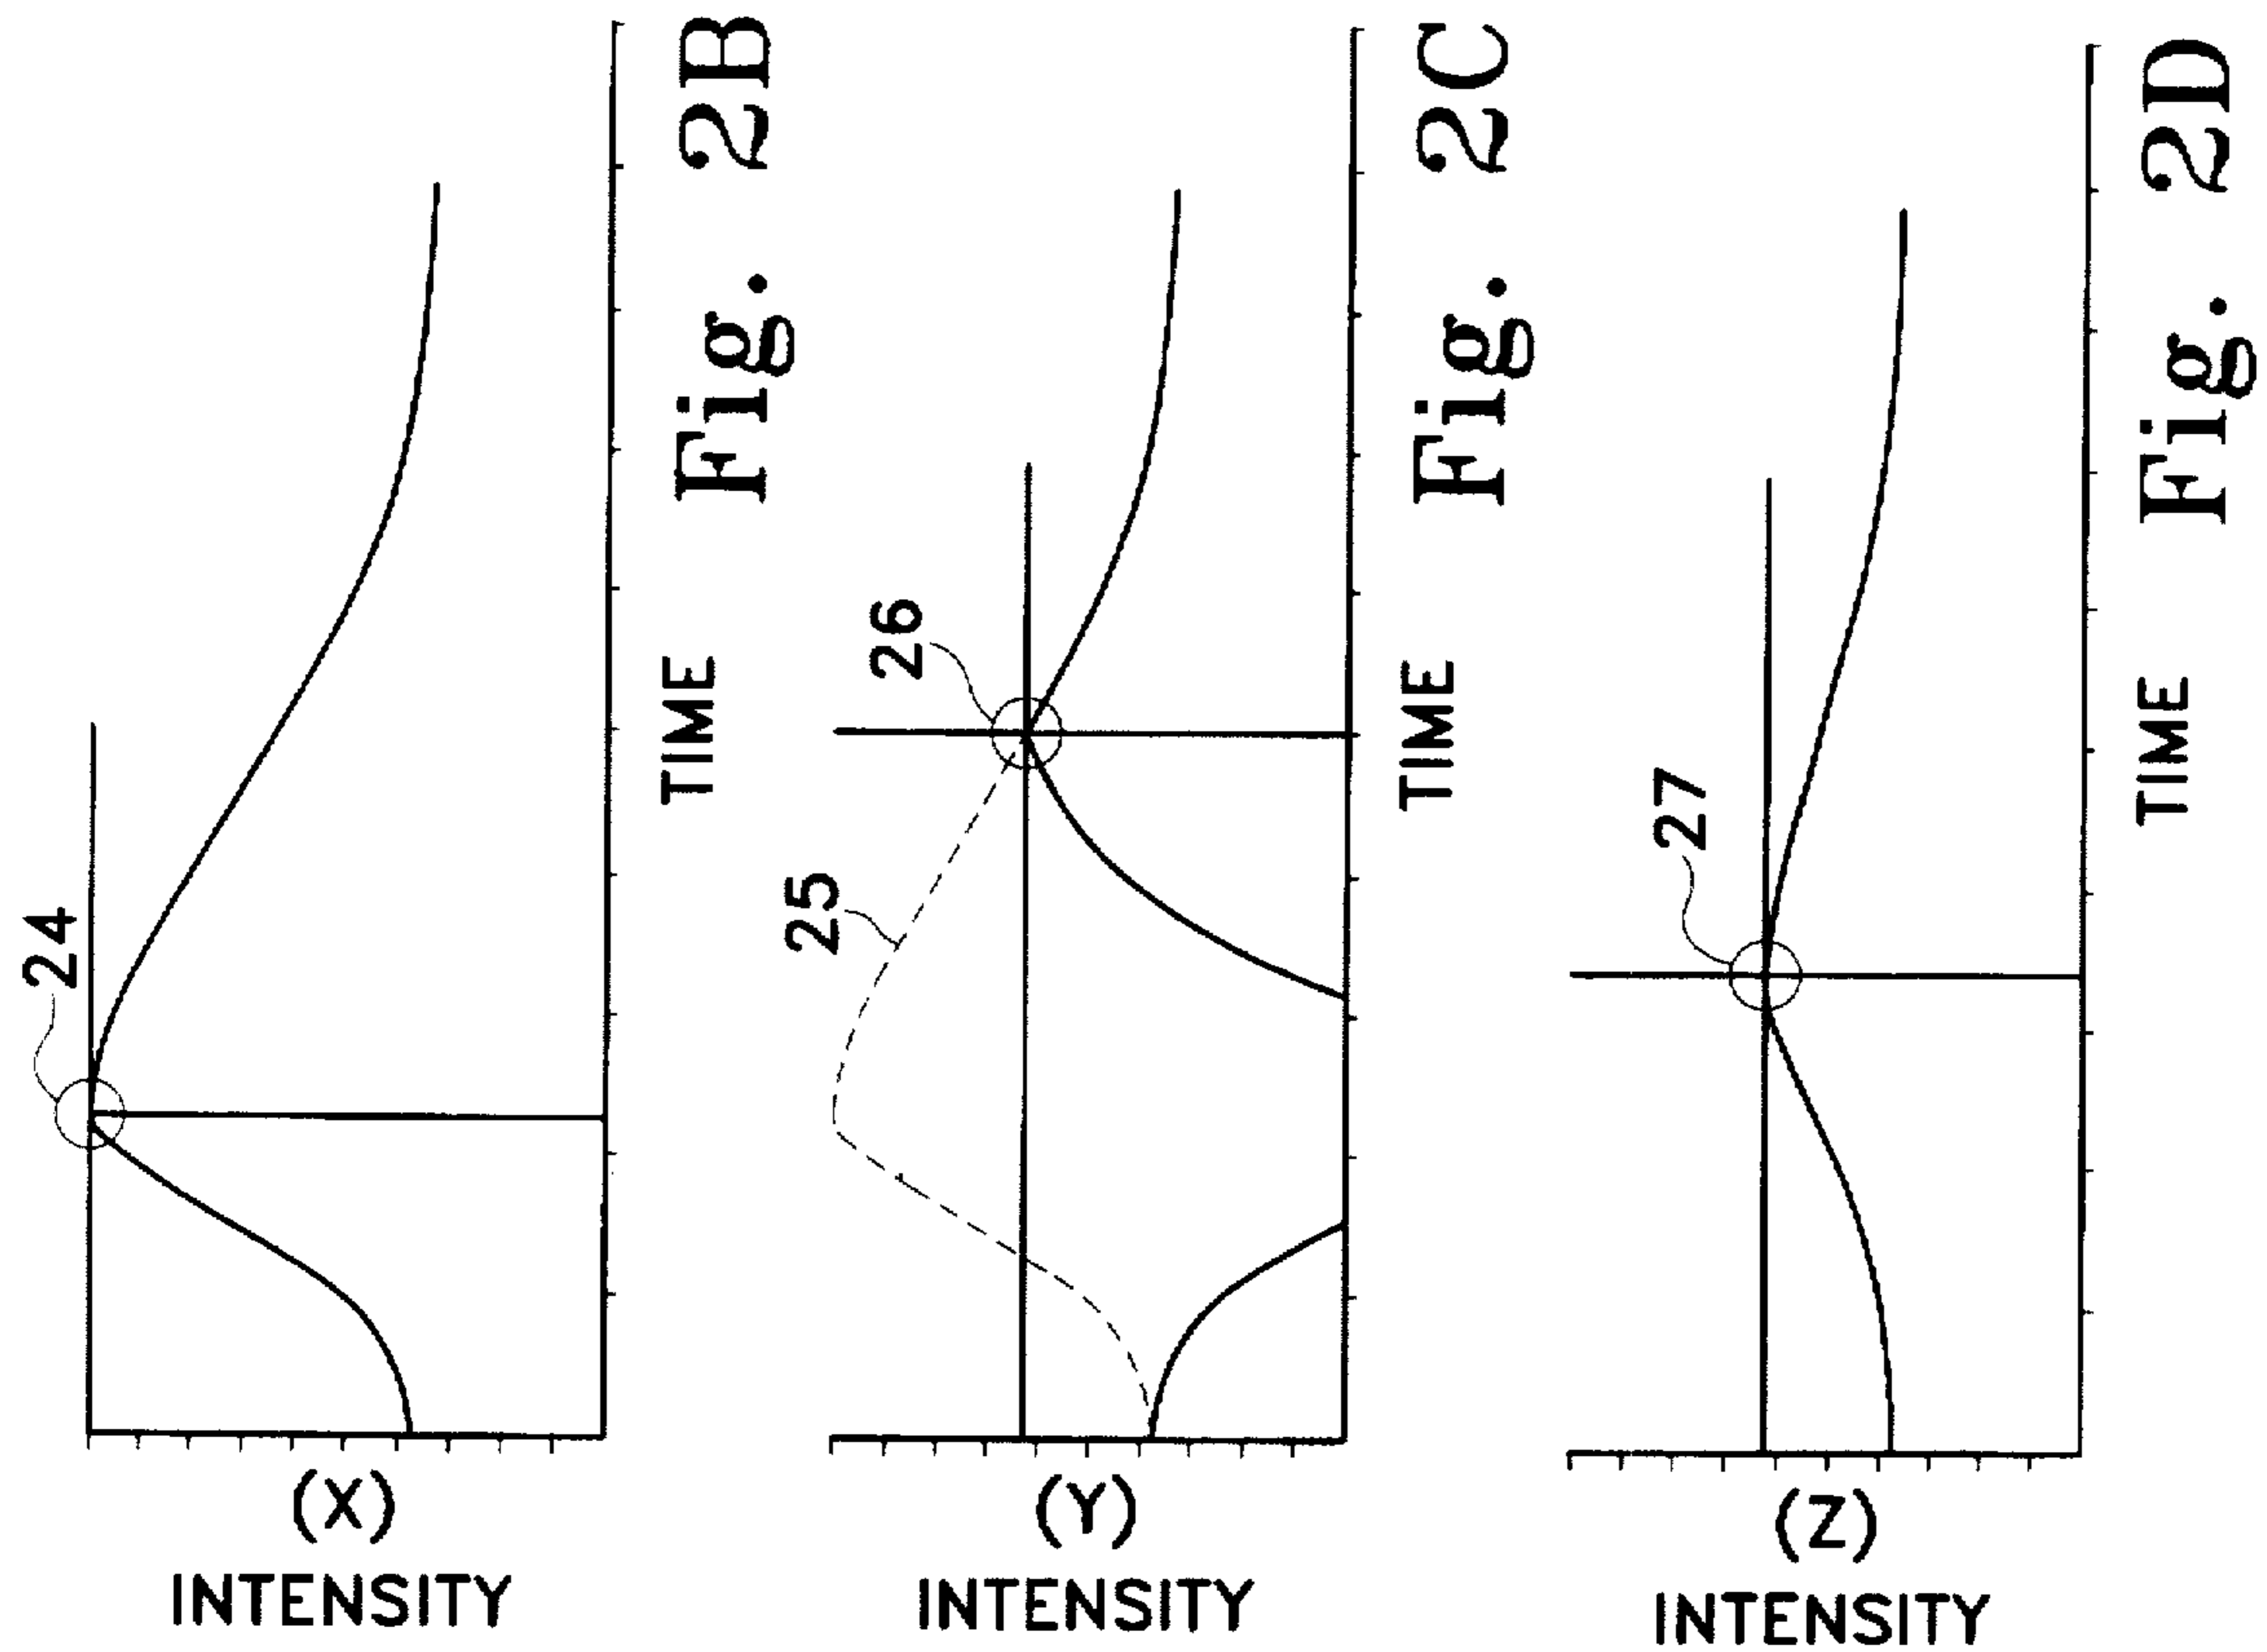 24
INTENSITY
(X)
TIME
Fig. 2B
25
26
INTENSITY
(Y)
TIME
Fig. 2C
27
INTENSITY
(Z)
TIME
Fig. 2D